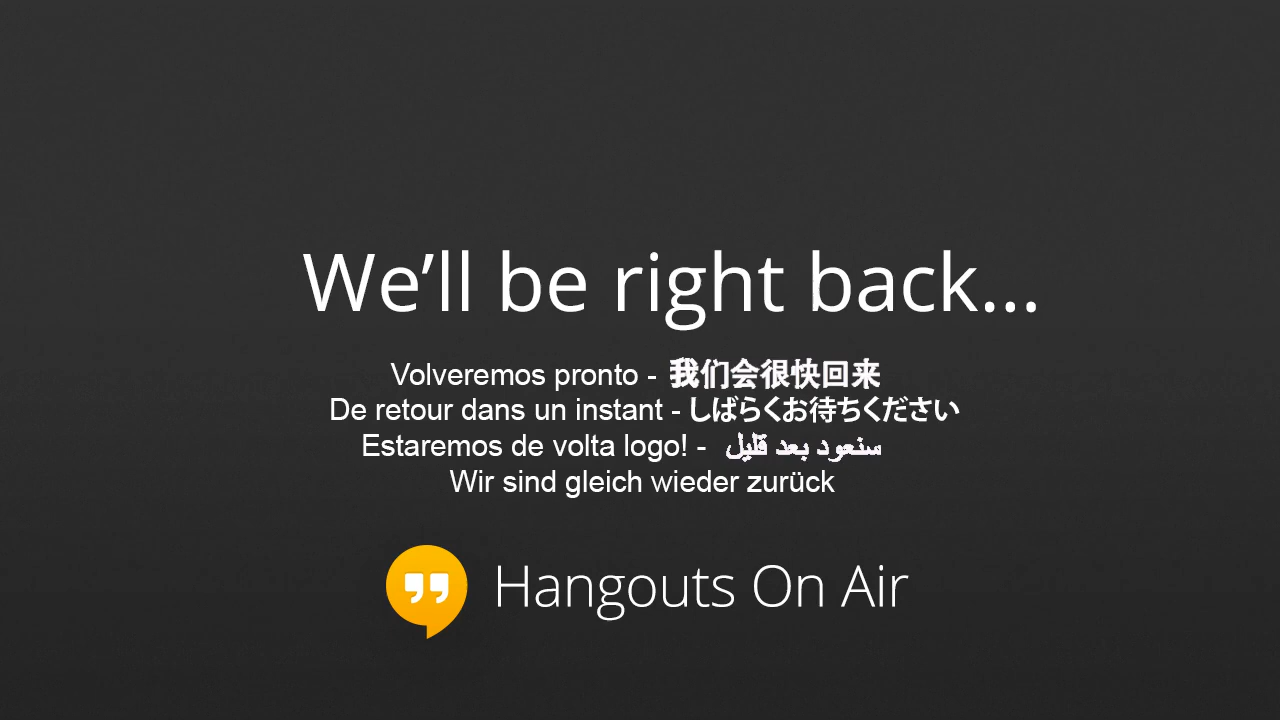 We’ll be right back...
Volveremos pronto - 我们会很快回来
De retour dans un instant - しばらくお待ちください
Estaremos de volta logo! - سنعود بعد قليل
Wir sind gleich wieder zurück
Hangouts On Air